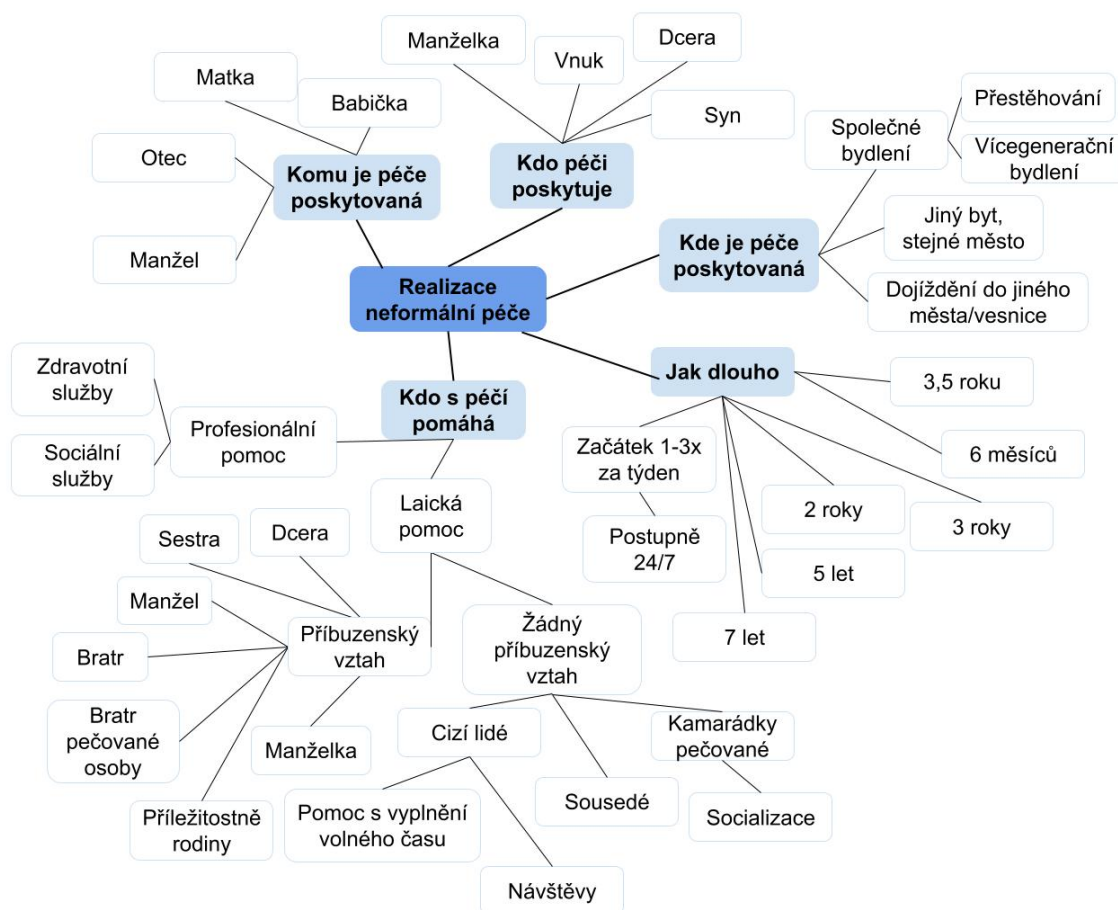 Manželka
Vnuk
Dcera
Matka
Babička
Syn
Přestěhování
Společné
bydlení
Vícegenerační
bydlení
Otec
Komu je péče
poskytovaná
Kdo péči
poskytuje
Manžel
Kde je péče
poskytovaná
Jiný byt,
stejné město
Realizace
neformální péče
Dojíždění do jiného
města/vesnice
Zdravotní
služby
Kdo s péčí
pomáhá
Jak dlouho
3,5 roku
Profesionální
pomoc
Sociální
služby
Začátek 1-3x
za týden
6 měsíců
Laická
pomoc
2 roky
3 roky
Sestra
Dcera
Postupně
24/7
5 let
Manžel
Příbuzenský
vztah
Žádný
příbuzenský
vztah
7 let
Bratr
Bratr
pečované
osoby
Manželka
Cizí lidé
Kamarádky
pečované
Příležitostně
rodiny
Pomoc s vyplnění
volného času
Sousedé
Socializace
Návštěvy